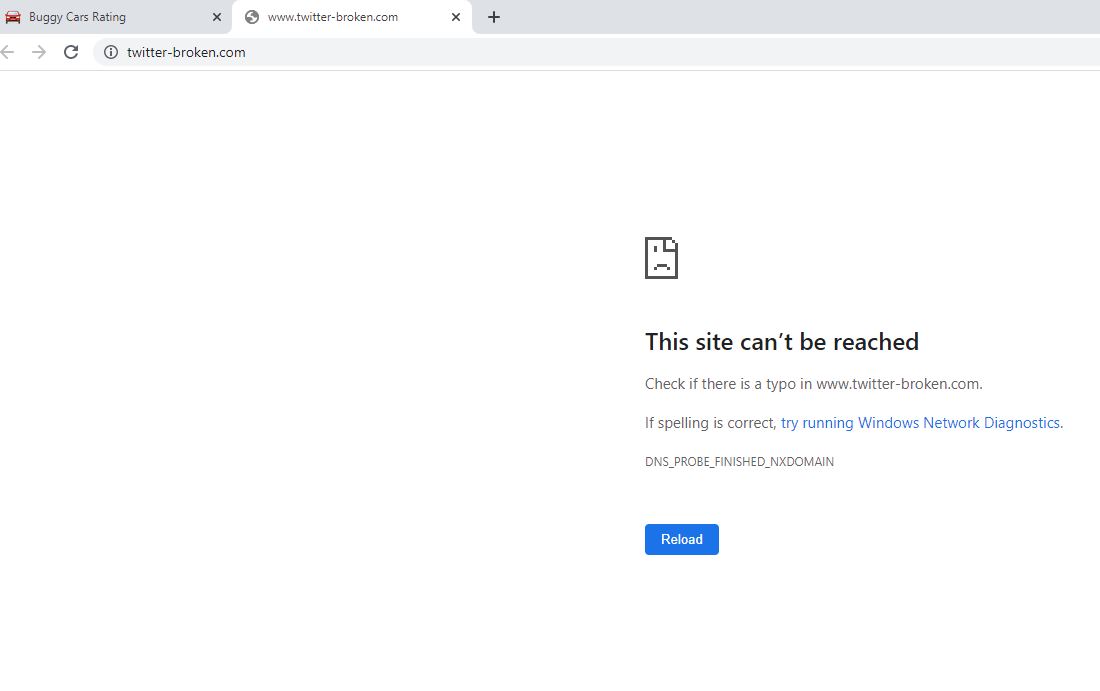 Buggy Cars Rating
www.twitter-broken.com
twitter-broken.com
This site can’t be reached
Check if there is a typo in www.twitter-broken.com.
If spelling is correct, try running Windows Network Diagnostics.
DNS_PROBE_FINISHED_NXDOMAIN
Reload